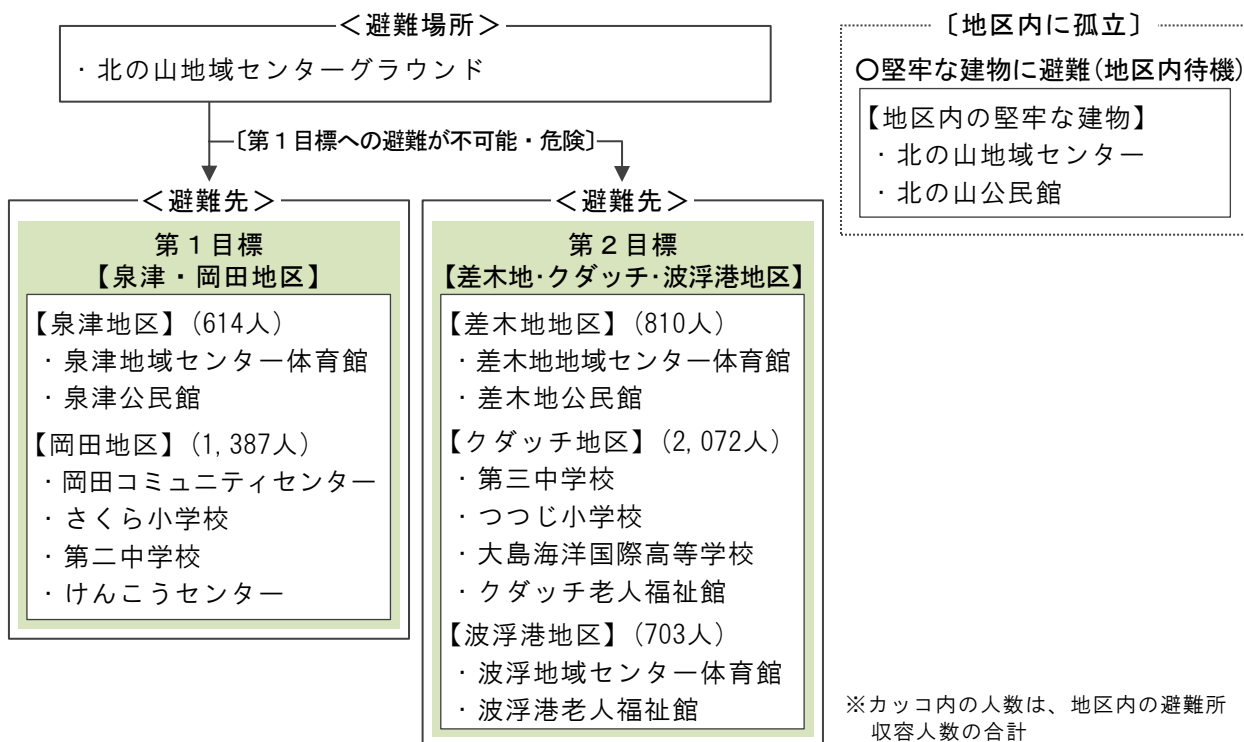 ＜避難場所＞
・北の山地域センターグラウンド
〔第１目標への避難が不可能・危険〕
＜避難先＞
第１目標
【泉津・岡田地区】
【泉津地区】(614人)
・泉津地域センター体育館
・泉津公民館
【岡田地区】(1,387人)
・岡田コミュニティセンター
・さくら小学校
・第二中学校
・けんこうセンター
＜避難先＞
第２目標
【差木地･クダッチ･波浮港地区】
【差木地地区】(810人)
・差木地地域センター体育館
・差木地公民館
【クダッチ地区】(2,072人)
・第三中学校
・つつじ小学校
・大島海洋国際高等学校
・クダッチ老人福祉館
【波浮港地区】(703人)
・波浮地域センター体育館
・波浮港老人福祉館
〔地区内に孤立〕
○堅牢な建物に避難(地区内待機)
【地区内の堅牢な建物】
・北の山地域センター
・北の山公民館
※カッコ内の人数は、地区内の避難所
収容人数の合計